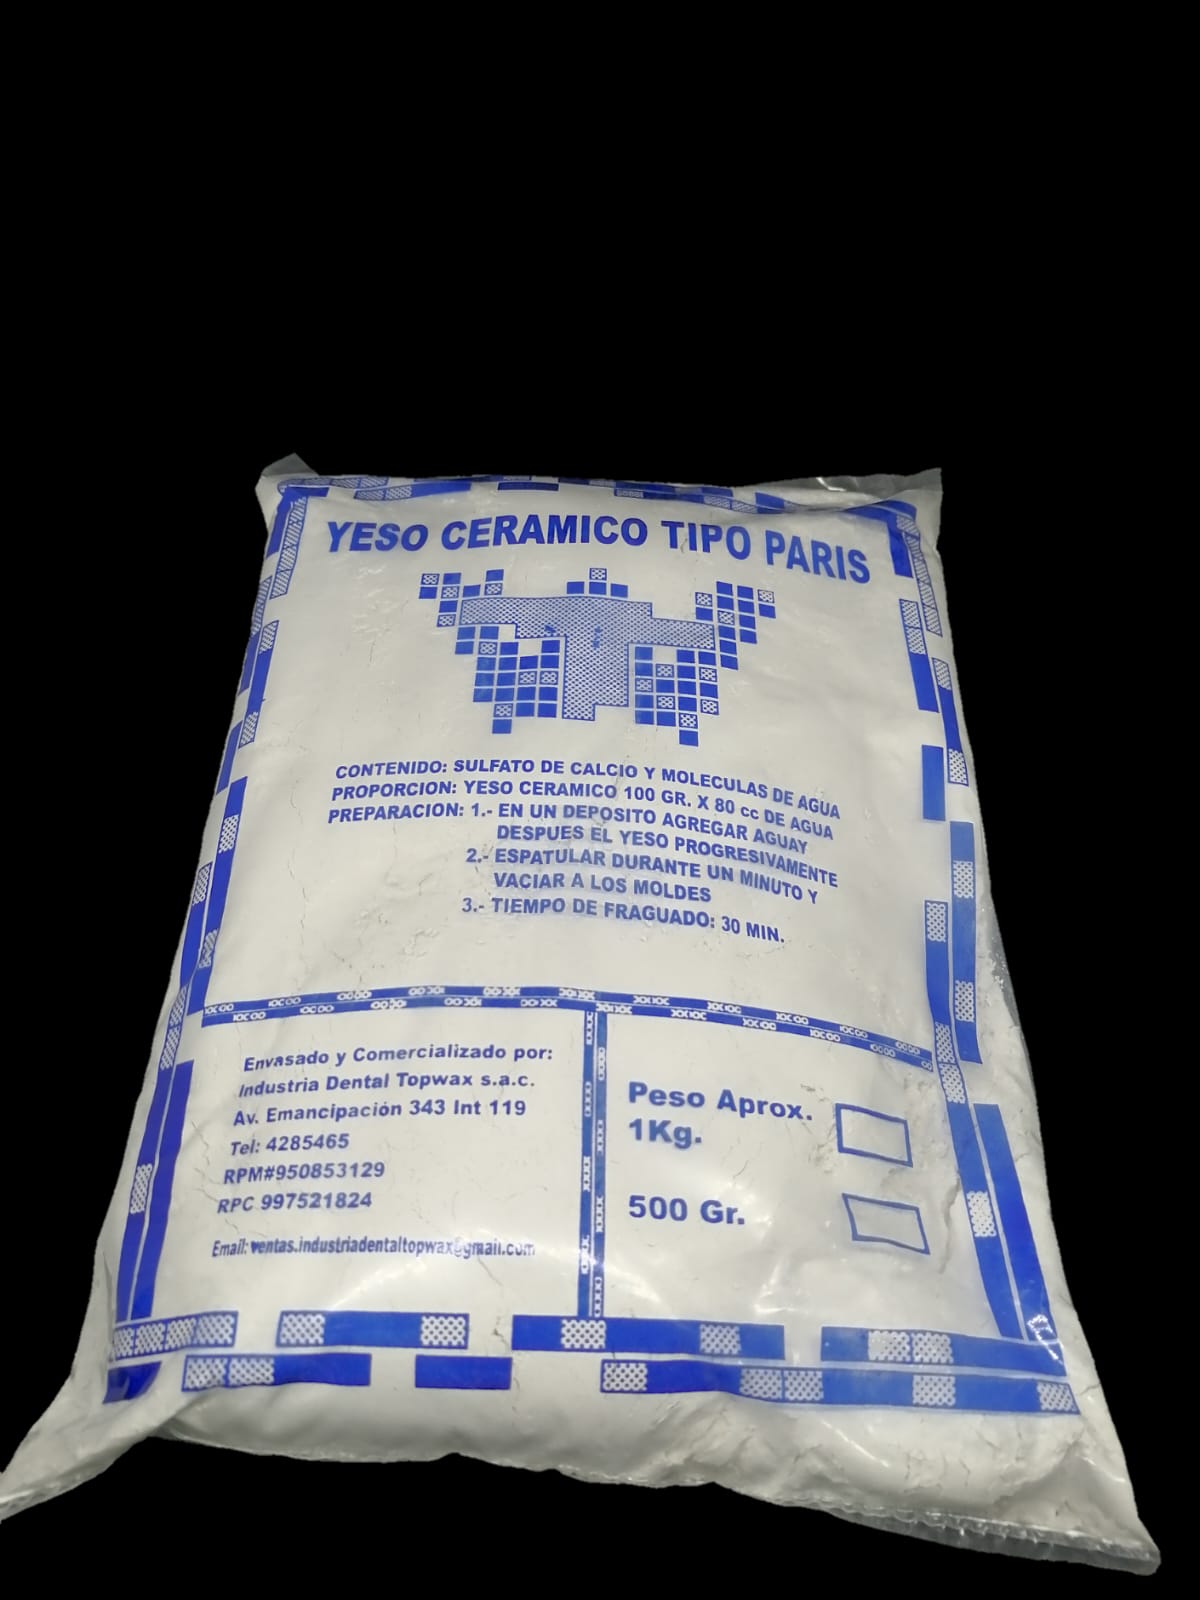 YESO CERAMICO TIPO PARIS
CONTENIDO: SULFATO DE CALCIO Y MOLECULAS DE AGUA
PROPORCION: YESO CERAMICO 100 GR. X 80 cc DE AGUA
PREPARACION: 1.- EN UN DEPOSITO AGREGAR AGUAY
DESPUES EL YESO PROGRESIVAMENTE
2.- ESPATULAR DURANTE UN MINUTO Y
VACIAR A LOS MOLDES
3.- TIEMPO DE FRAGUADO: 30 MIN.
Envasado y Comercializado por:
Industria Dental Topwax s.a.c.
Av. Emancipación 343 Int 119
Tel: 4285465
RPM#950853129
RPC 997521824
Email: ventas.industriadentaltopwax@gmail.com
Peso Aprox.
1Kg.
500 Gr.